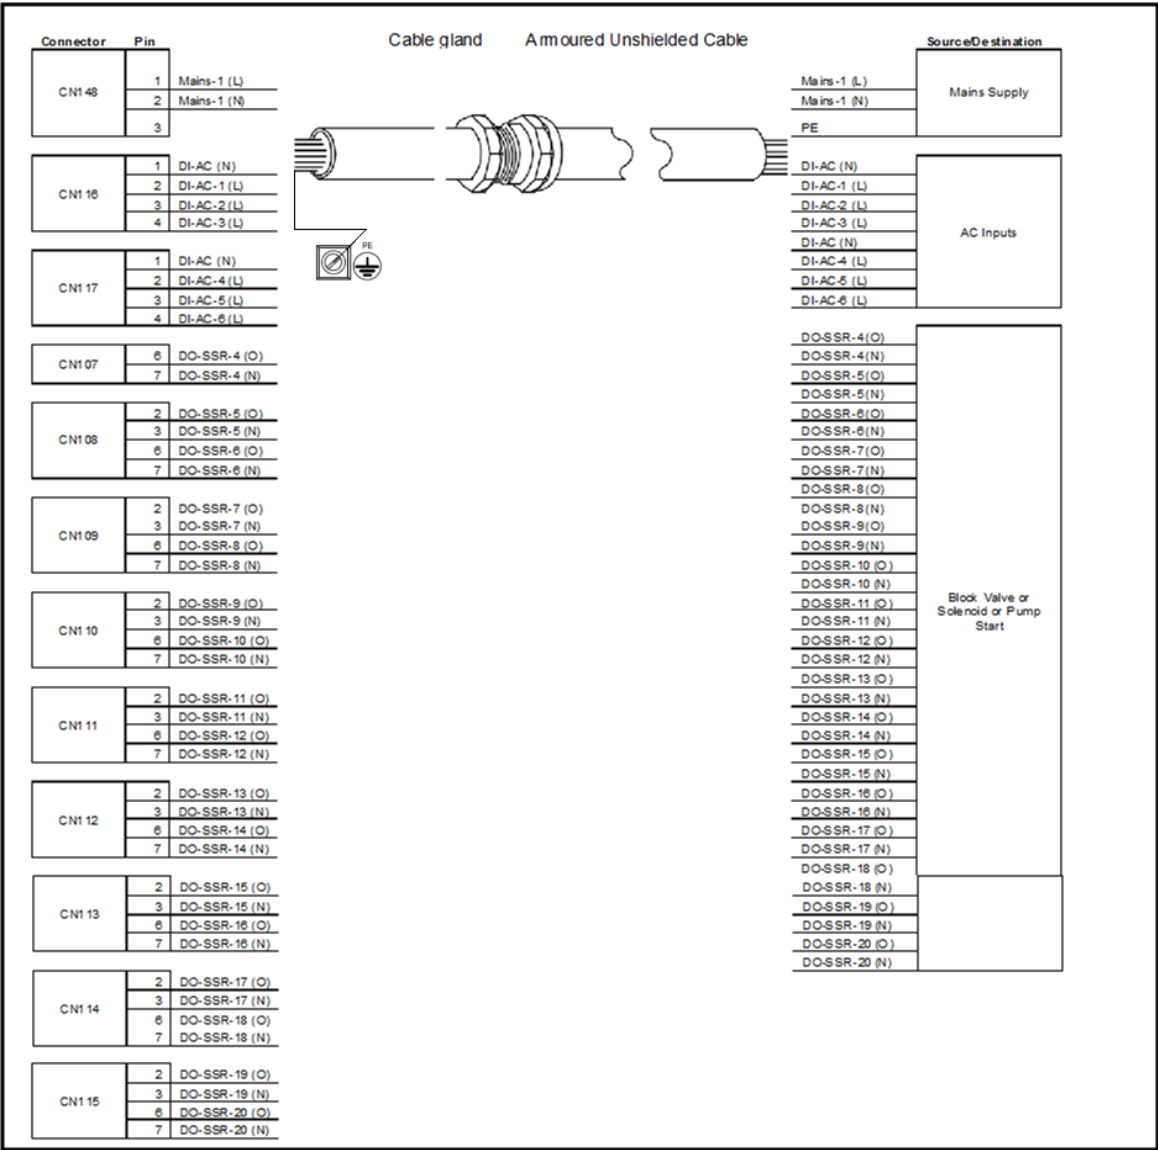 Cable gland Armoured Unshielded Cable
Connector Pin
CN148
1 Mains-1 (L)
2 Mains-1 (N)
3
CN116
1 DI-AC (N)
2 DI-AC-1 (L)
3 DI-AC-2 (L)
4 DI-AC-3 (L)
CN117
1 DI-AC (N)
2 DI-AC-4 (L)
3 DI-AC-5 (L)
4 DI-AC-6 (L)
CN107
6 DO-SSR-4 (O)
7 DO-SSR-4 (N)
CN108
2 DO-SSR-5 (O)
3 DO-SSR-5 (N)
6 DO-SSR-6 (O)
7 DO-SSR-6 (N)
CN109
2 DO-SSR-7 (O)
3 DO-SSR-7 (N)
6 DO-SSR-8 (O)
7 DO-SSR-8 (N)
CN110
2 DO-SSR-9 (O)
3 DO-SSR-9 (N)
6 DO-SSR-10 (O)
7 DO-SSR-10 (N)
CN111
2 DO-SSR-11 (O)
3 DO-SSR-11 (N)
6 DO-SSR-12 (O)
7 DO-SSR-12 (N)
CN112
2 DO-SSR-13 (O)
3 DO-SSR-13 (N)
6 DO-SSR-14 (O)
7 DO-SSR-14 (N)
CN113
2 DO-SSR-15 (O)
3 DO-SSR-15 (N)
6 DO-SSR-16 (O)
7 DO-SSR-16 (N)
CN114
2 DO-SSR-17 (O)
3 DO-SSR-17 (N)
6 DO-SSR-18 (O)
7 DO-SSR-18 (N)
CN115
2 DO-SSR-19 (O)
3 DO-SSR-19 (N)
6 DO-SSR-20 (O)
7 DO-SSR-20 (N)
PE
Source/Destination
Mains-1 (L)
Mains-1 (N)
PE
Mains Supply
DI-AC (N)
DI-AC-1 (L)
DI-AC-2 (L)
DI-AC-3 (L)
DI-AC (N)
DI-AC-4 (L)
DI-AC-5 (L)
DI-AC-6 (L)
AC Inputs
DO-SSR-4(O)
DO-SSR-4(N)
DO-SSR-5(O)
DO-SSR-5(N)
DO-SSR-6(O)
DO-SSR-6(N)
DO-SSR-7(O)
DO-SSR-7(N)
DO-SSR-8(O)
DO-SSR-8(N)
DO-SSR-9(O)
DO-SSR-9(N)
DO-SSR-10 (O)
DO-SSR-10 (N)
DO-SSR-11 (O)
DO-SSR-11 (N)
DO-SSR-12 (O)
DO-SSR-12 (N)
DO-SSR-13 (O)
DO-SSR-13 (N)
DO-SSR-14 (O)
DO-SSR-14 (N)
DO-SSR-15 (O)
DO-SSR-15 (N)
DO-SSR-16 (O)
DO-SSR-16 (N)
DO-SSR-17 (O)
DO-SSR-17 (N)
DO-SSR-18 (O)
DO-SSR-18 (N)
DO-SSR-19 (O)
DO-SSR-19 (N)
DO-SSR-20 (O)
DO-SSR-20 (N)
Block Valve or
Solenoid or Pump
Start